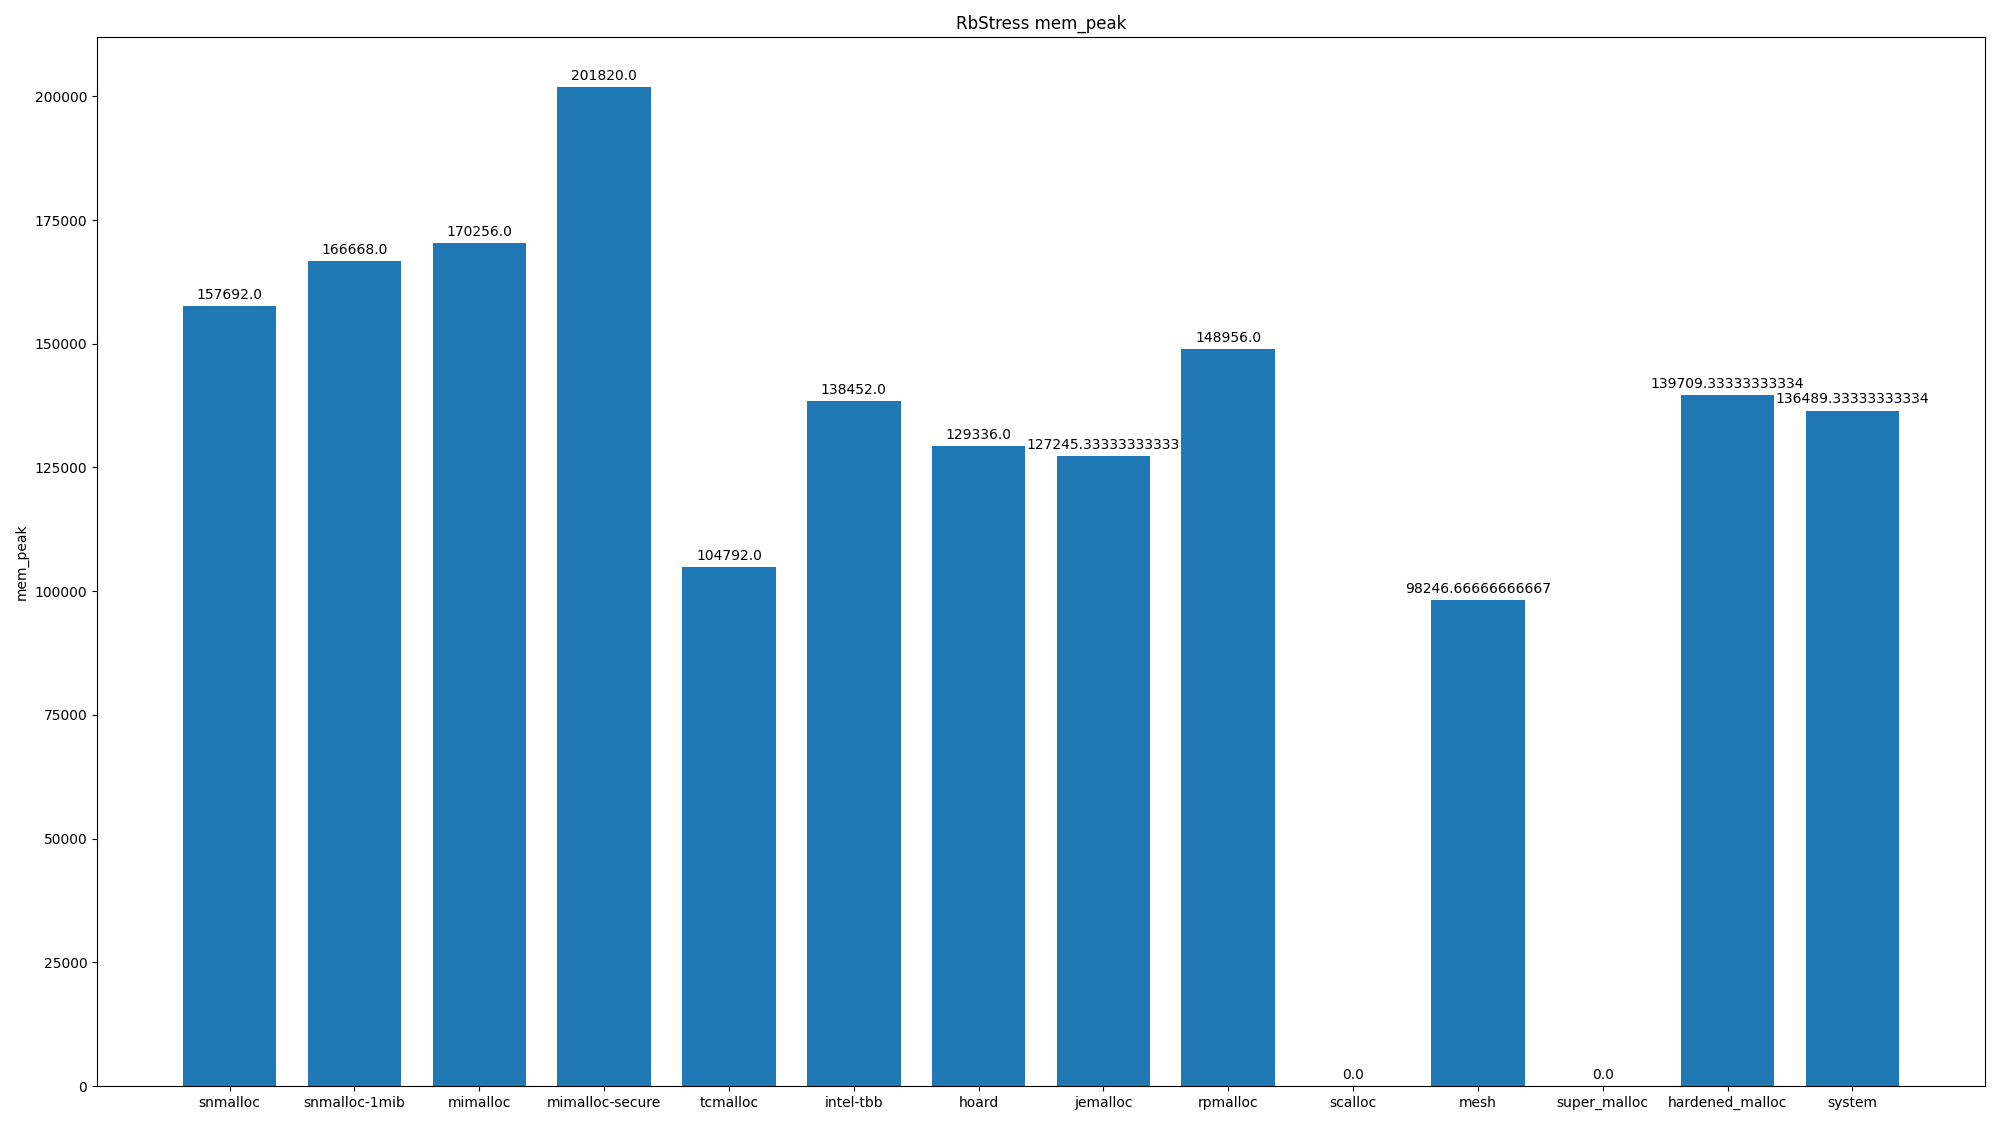 RbStress mem_peak
mem_peak
200000
175000
150000
125000
100000
75000
50000
25000
0
157692.0
166668.0
170256.0
201820.0
104792.0
138452.0
129336.0
127245.33333333333
148956.0
0.0
98246.66666666667
0.0
139709.33333333334
136489.33333333334
snmalloc
snmalloc-1mib
mimalloc
mimalloc-secure
tcmalloc
intel-tbb
hoard
jemalloc
rpmalloc
scalloc
mesh
super_malloc
hardened_malloc
system